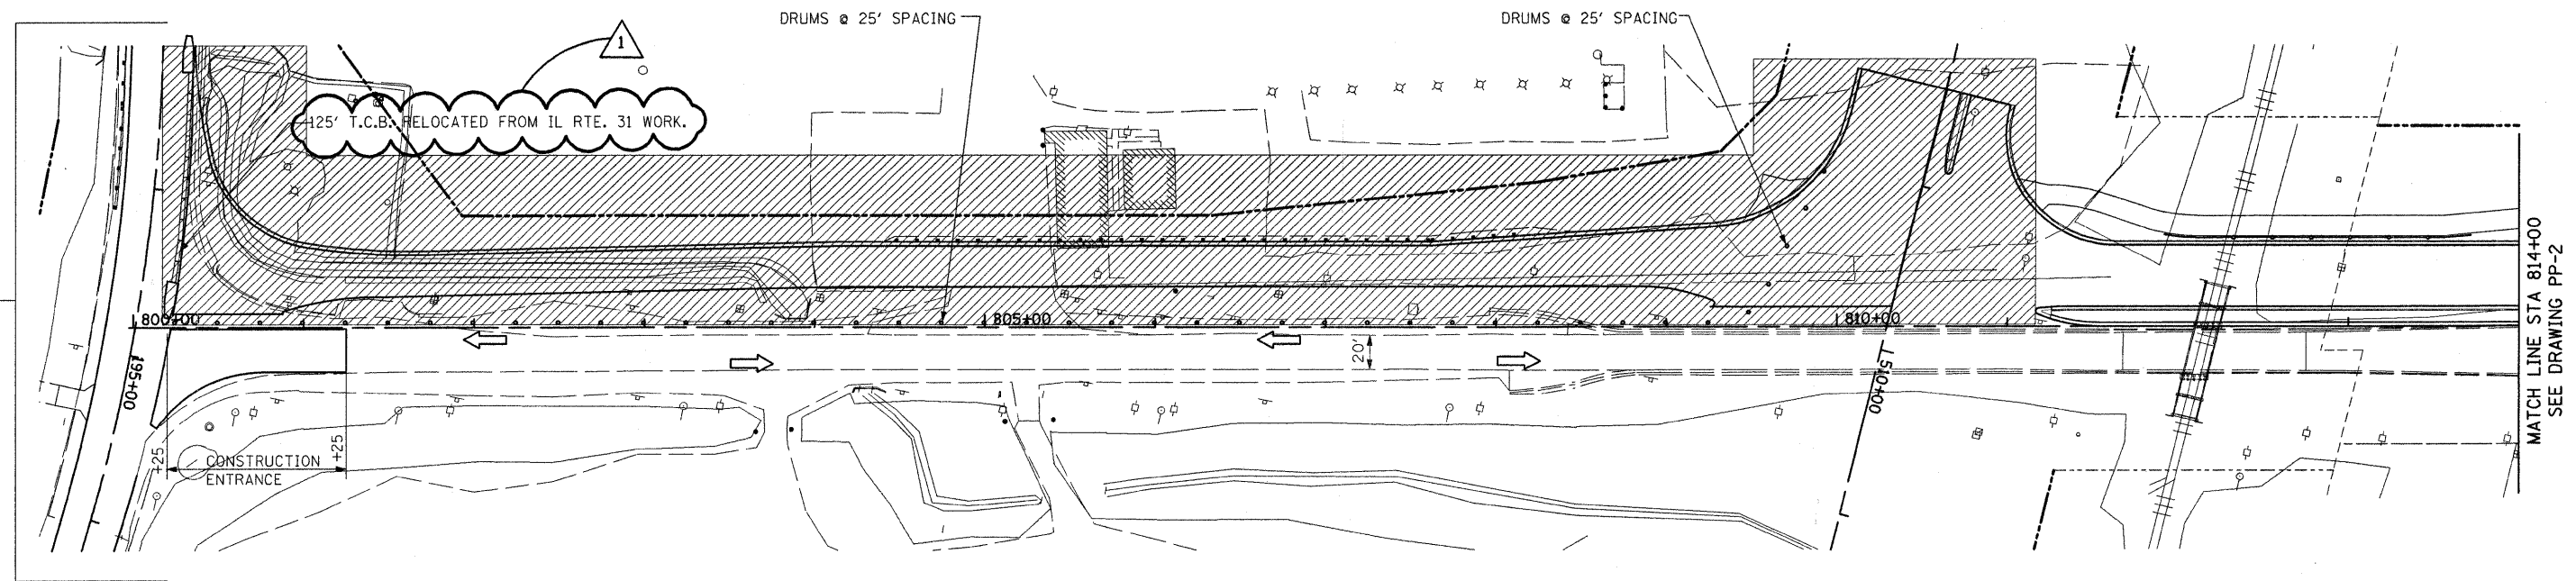 DRUMS @ 25' SPACING
DRUMS @ 25' SPACING
1
125' T.C.B. RELOCATED FROM IL RTE. 31 WORK.
800+00
805+00
810+00
20'
195+00
510+00
+25
+25
CONSTRUCTION
ENTRANCE
MATCH LINE STA 814+00
SEE DRAWING PP-2